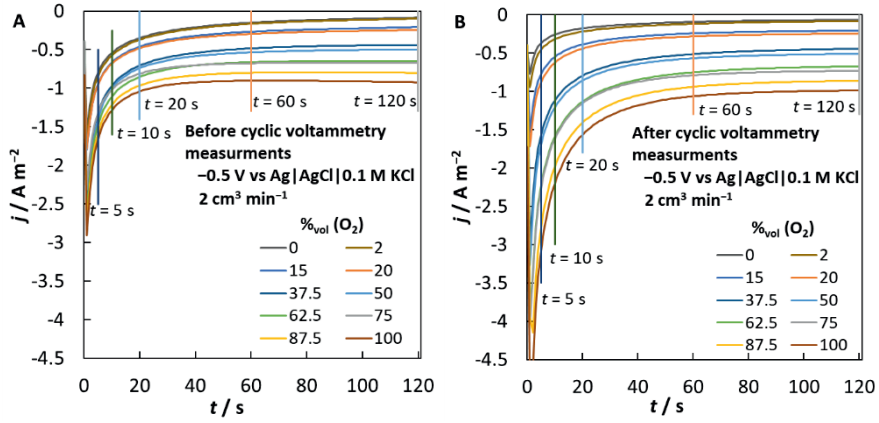 A
0
-0.5
-1
-1.5
-2
-2.5
-3
-3.5
-4
-4.5
j / A m⁻²
0 20 40 60 80 100 120
t / s
t = 5 s
t = 10 s
t = 20 s
t = 60 s
t = 120 s
Before cyclic voltammetry
measurments
−0.5 V vs Ag|AgCl|0.1 M KCl
2 cm³ min⁻¹
%vol (O₂)
0 2
15 20
37.5 50
62.5 75
87.5 100
B
0
-0.5
-1
-1.5
-2
-2.5
-3
-3.5
-4
-4.5
j / A m⁻²
0 20 40 60 80 100 120
t / s
t = 5 s
t = 10 s
t = 20 s
t = 60 s
t = 120 s
After cyclic voltammetry
measurments
−0.5 V vs Ag|AgCl|0.1 M KCl
2 cm³ min⁻¹
%vol (O₂)
0 2
15 20
37.5 50
62.5 75
87.5 100